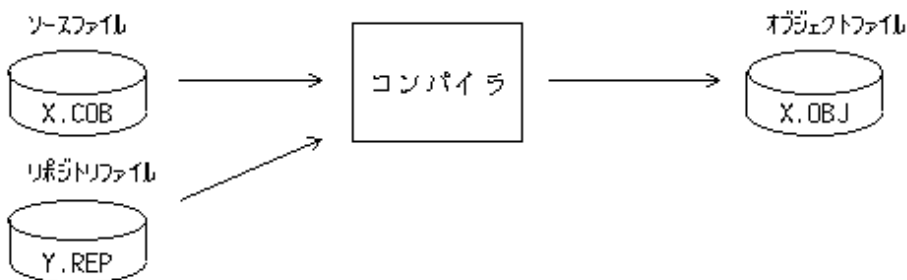 ソースファイル
オブジェクトファイル
コンパイラ
X.COB
X.OBJ
リポジトリファイル
Y.REP